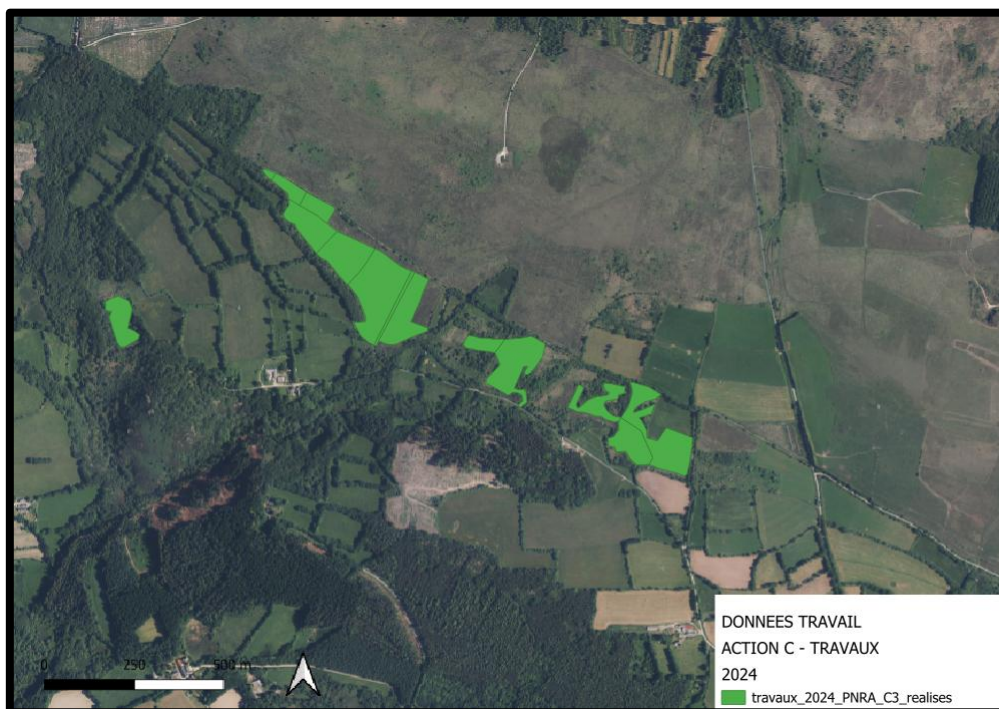 0 250 500 m
DONNEES TRAVAIL
ACTION C - TRAVAUX
2024
travaux_2024_PNRA_C3_realises